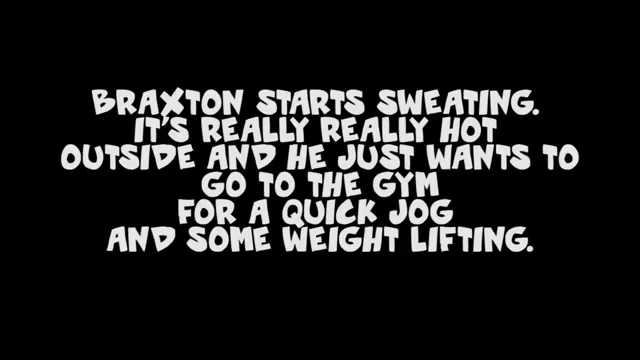 BRAXTON STARTS SWEATING.
IT'S REALLY REALLY HOT
OUTSIDE AND HE JUST WANTS TO
GO TO THE GYM
FOR A QUICK JOG
AND SOME WEIGHT LIFTING.